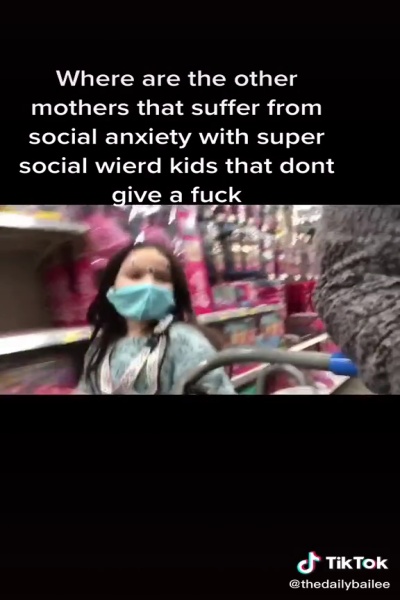 Where are the other
mothers that suffer from
social anxiety with super
social wierd kids that dont
give a fuck
TikTok
@thedailybailee